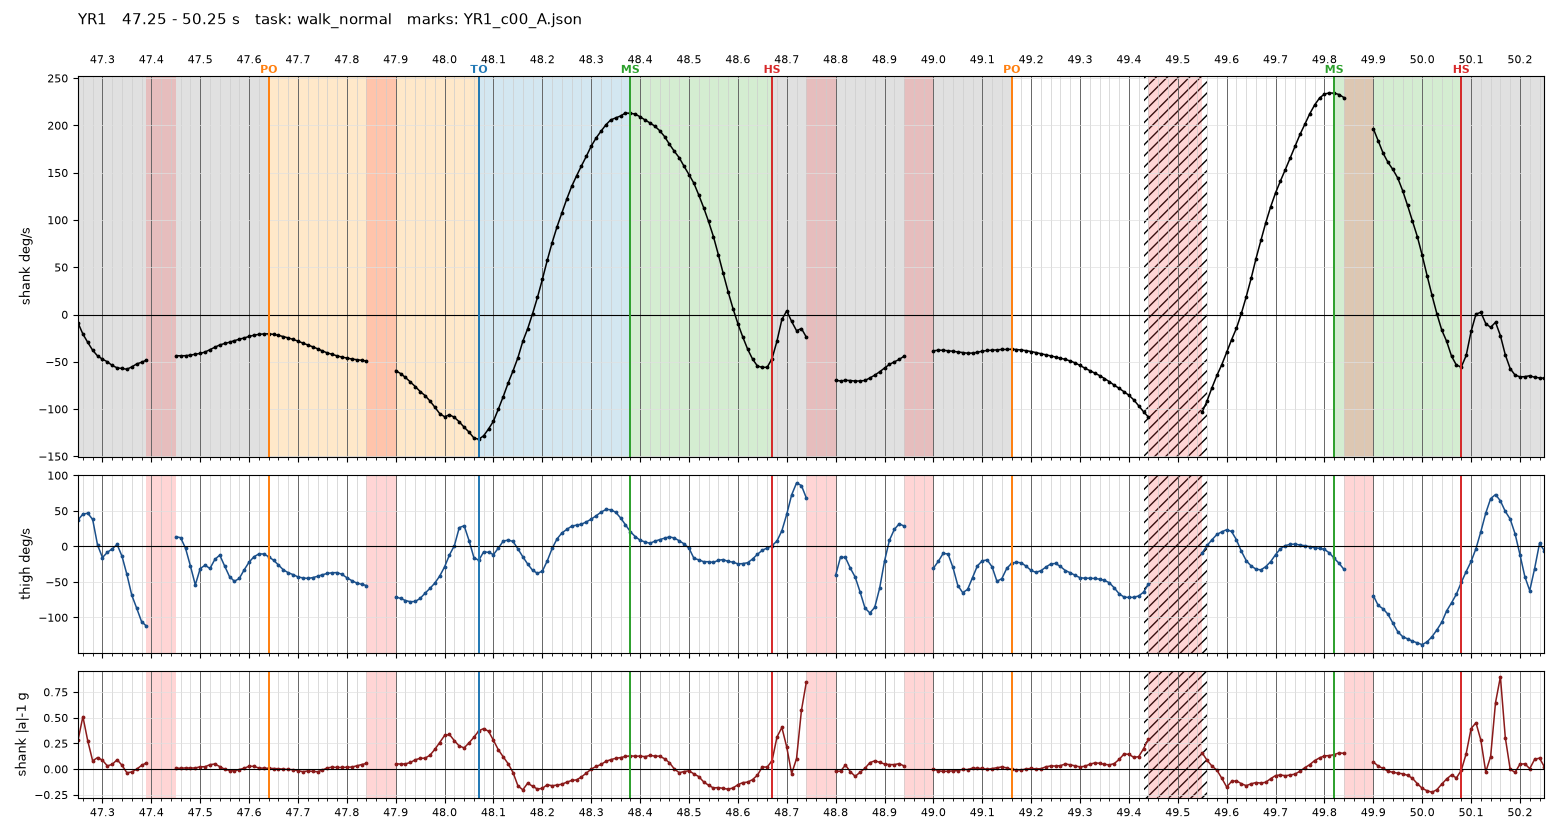 YR1   47.25 - 50.25 s   task: walk_normal   marks: YR1_c00_A.json
47.3 47.4 47.5 47.6 47.7 47.8 47.9 48.0 48.1 48.2 48.3 48.4 48.5 48.6 48.7 48.8 48.9 49.0 49.1 49.2 49.3 49.4 49.5 49.6 49.7 49.8 49.9 50.0 50.1 50.2
PO TO MS HS PO MS HS
250
200
150
100
50
0
−50
−100
−150
shank deg/s
100
50
0
−50
−100
thigh deg/s
0.75
0.50
0.25
0.00
−0.25
shank |a|-1 g
47.3 47.4 47.5 47.6 47.7 47.8 47.9 48.0 48.1 48.2 48.3 48.4 48.5 48.6 48.7 48.8 48.9 49.0 49.1 49.2 49.3 49.4 49.5 49.6 49.7 49.8 49.9 50.0 50.1 50.2